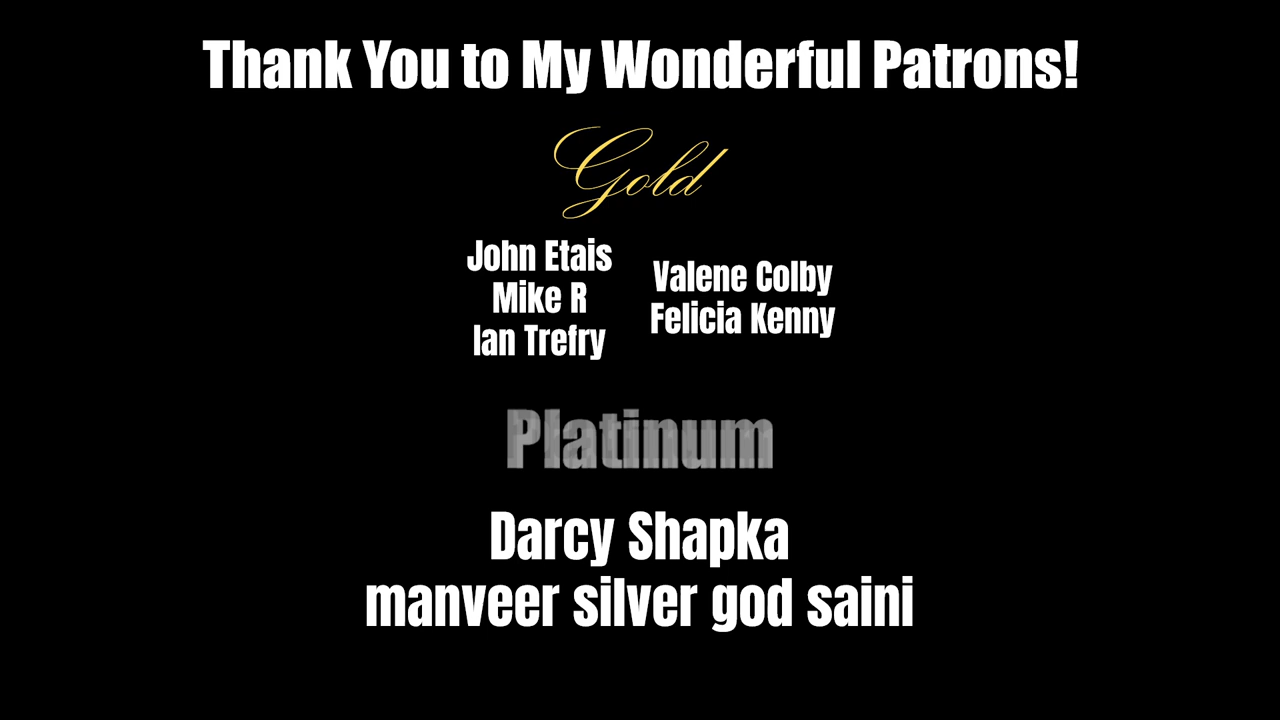 Thank You to My Wonderful Patrons!
Gold
John Etais
Mike R
Ian Trefry
Valene Colby
Felicia Kenny
Platinum
Darcy Shapka
manveer silver god saini